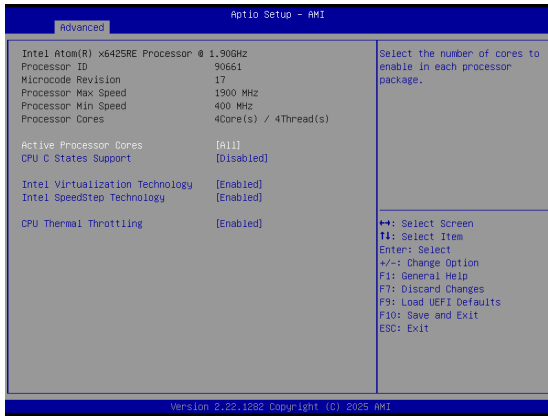 Aptio Setup – AMI
Advanced
Intel Atom(R) x6425RE Processor @ 1.90GHz
Processor ID 90661
Microcode Revision 17
Processor Max Speed 1900 MHz
Processor Min Speed 400 MHz
Processor Cores 4Core(s) / 4Thread(s)
Active Processor Cores [All]
CPU C States Support [Disabled]
Intel Virtualization Technology [Enabled]
Intel SpeedStep Technology [Enabled]
CPU Thermal Throttling [Enabled]
Select the number of cores to
enable in each processor
package.
↔: Select Screen
↑↓: Select Item
Enter: Select
+/-: Change Option
F1: General Help
F7: Discard Changes
F9: Load UEFI Defaults
F10: Save and Exit
ESC: Exit
Version 2.22.1282 Copyright (C) 2025 AMI